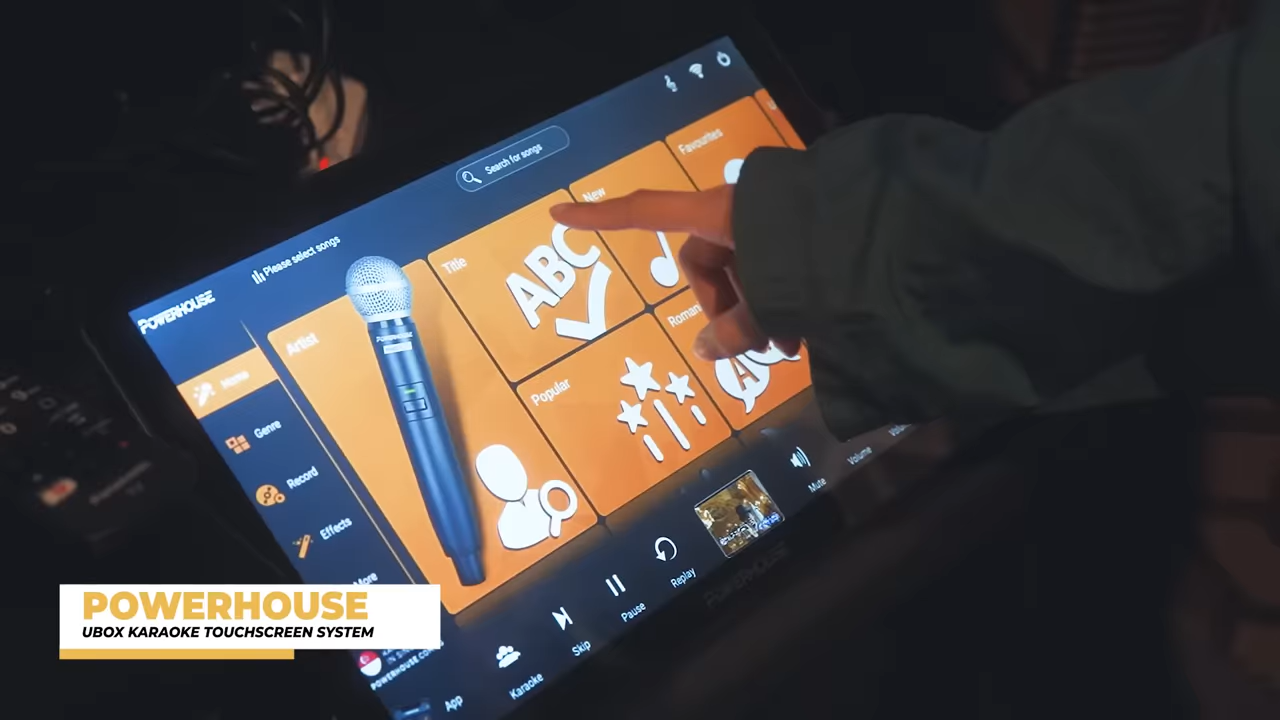 Search for songs
Please select songs
POWERHOUSE
Home
Genre
Record
Effects
More
Artist
Title
ABC
New
Favourites
Popular
POWERHOUSE
App
Karaoke
Skip
Pause
Replay
Mute
Volume
POWERHOUSE
UBOX KARAOKE TOUCHSCREEN SYSTEM